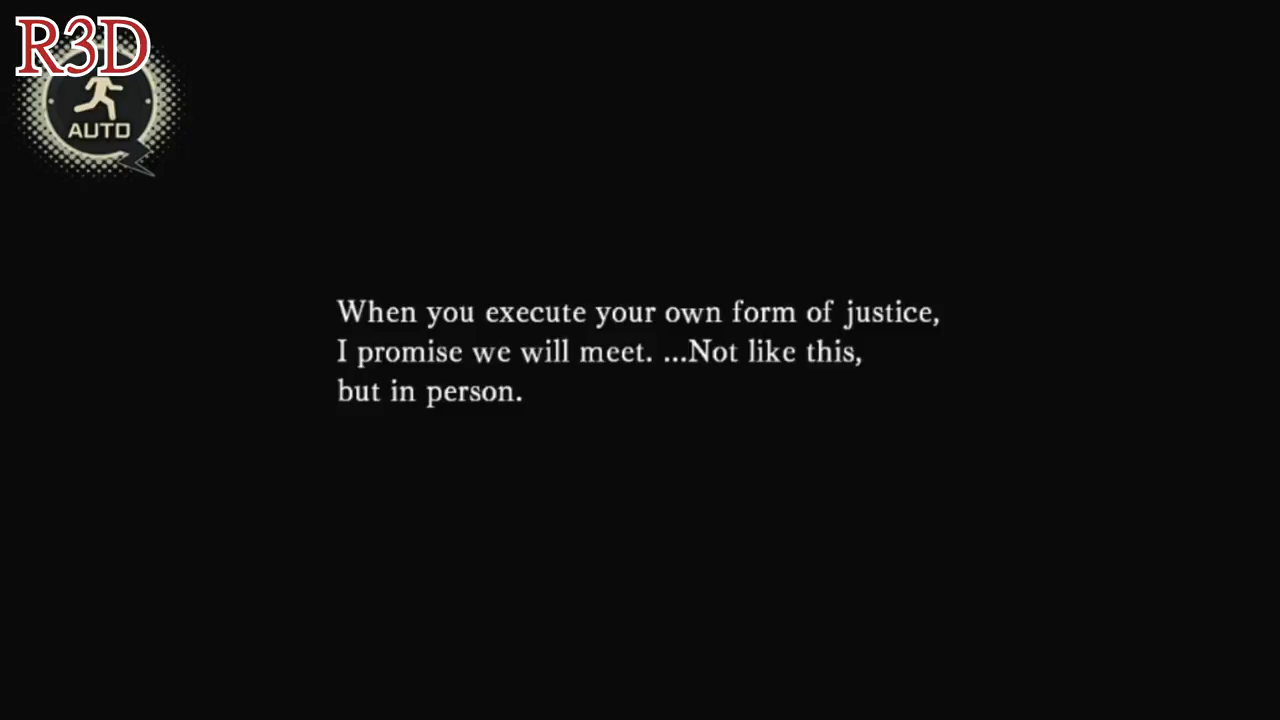 R3D
AUTO
When you execute your own form of justice,
I promise we will meet. ...Not like this,
but in person.